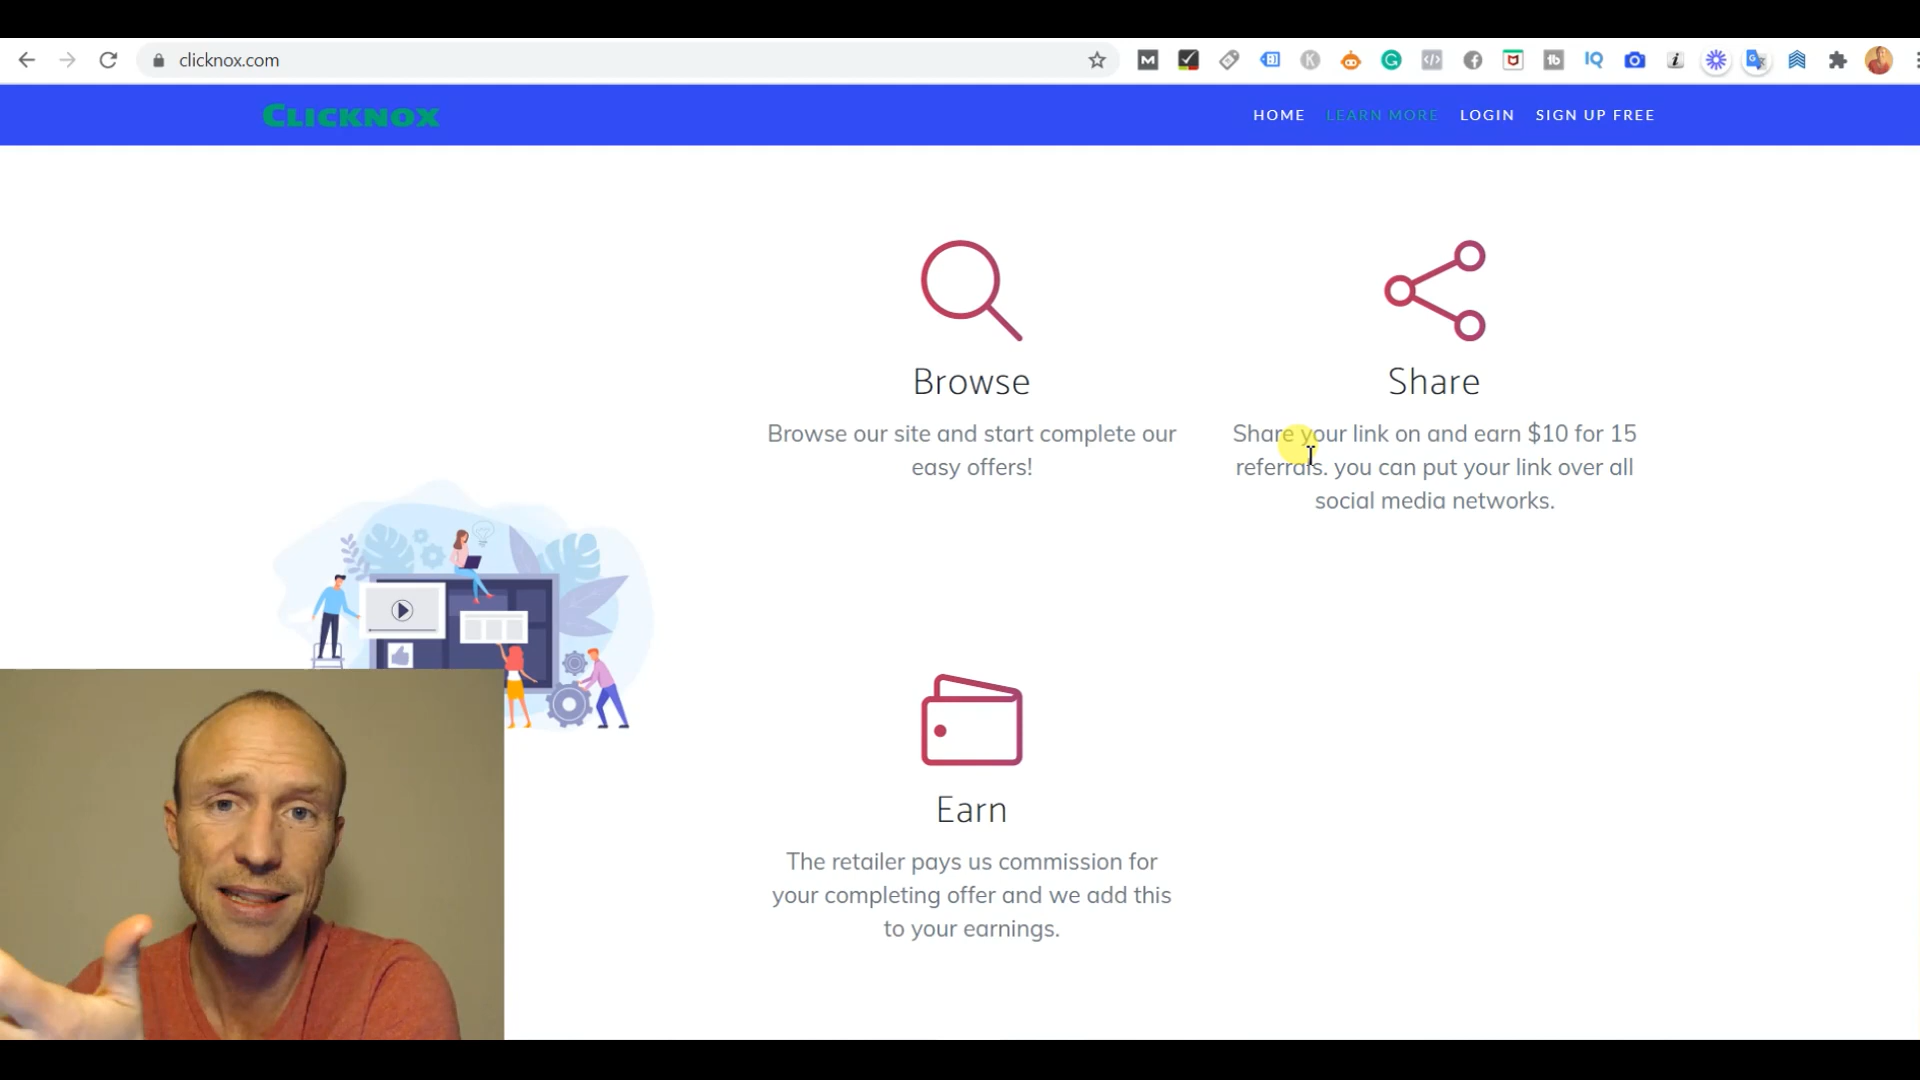 clicknox.com
CLICKNOX
HOME LEARN MORE LOGIN SIGN UP FREE
Browse
Browse our site and start complete our
easy offers!
Share
Share your link on and earn $10 for 15
referrals. you can put your link over all
social media networks.
Earn
The retailer pays us commission for
your completing offer and we add this
to your earnings.